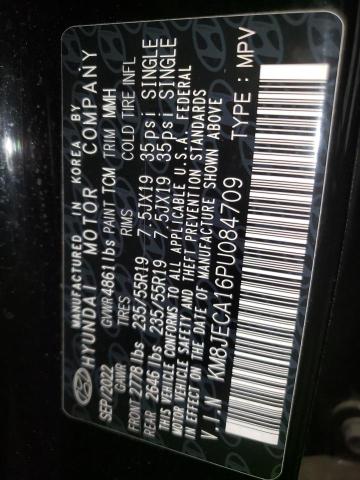 MANUFACTURED IN KOREA BY
HYUNDAI MOTOR COMPANY
SEP/2022 GVWR 4861 lbs PAINT TCM TRIM MMH
GAWR TIRES RIMS COLD TIRE INFL
FRONT 2778 lbs 235/55R19 7.5JX19 35psi SINGLE
REAR 2646 lbs 235/55R19 7.5JX19 35psi SINGLE
THIS VEHICLE CONFORMS TO ALL APPLICABLE U.S.A. FEDERAL
MOTOR VEHICLE SAFETY AND THEFT PREVENTION STANDARDS
IN EFFECT ON THE DATE OF MANUFACTURE SHOWN ABOVE
V.I.N KM8JECA16PU084709 TYPE : MPV